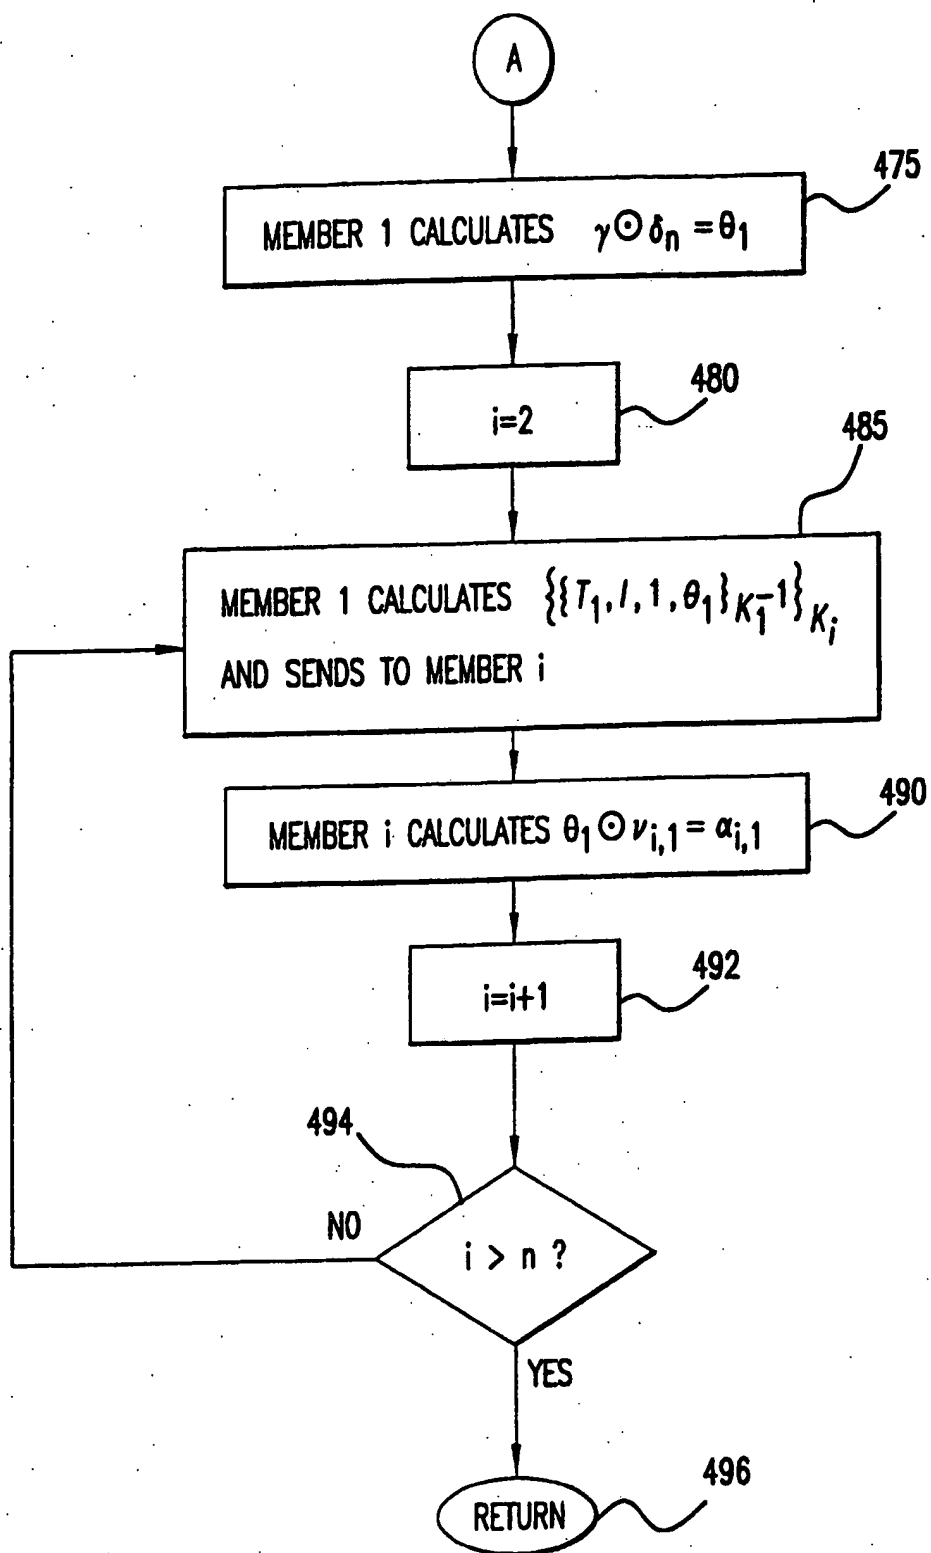 A
475
MEMBER 1 CALCULATES γ⊙δn = θ1
480
i=2
485
MEMBER 1 CALCULATES {{T1, I, 1, θ1}K1^-1}Ki
AND SENDS TO MEMBER i
490
MEMBER i CALCULATES θ1⊙νi,1 = αi,1
492
i=i+1
494
NO
i > n ?
YES
496
RETURN